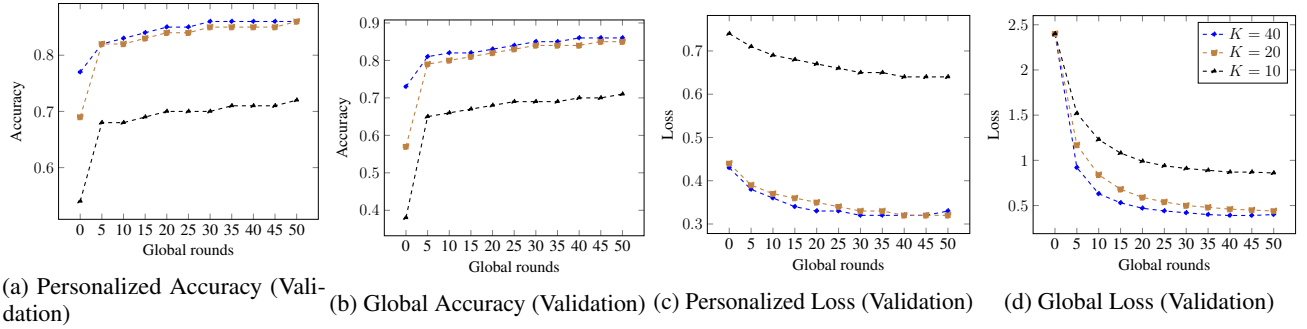 0.8
0.7
0.6
Accuracy
0 5 10 15 20 25 30 35 40 45 50
Global rounds
(a) Personalized Accuracy (Vali-
dation)
0.9
0.8
0.7
0.6
0.5
0.4
Accuracy
0 5 10 15 20 25 30 35 40 45 50
Global rounds
(b) Global Accuracy (Validation)
0.7
0.6
0.5
0.4
0.3
Loss
0 5 10 15 20 25 30 35 40 45 50
Global rounds
(c) Personalized Loss (Validation)
2.5
2
1.5
1
0.5
Loss
K = 40
K = 20
K = 10
0 5 10 15 20 25 30 35 40 45 50
Global rounds
(d) Global Loss (Validation)